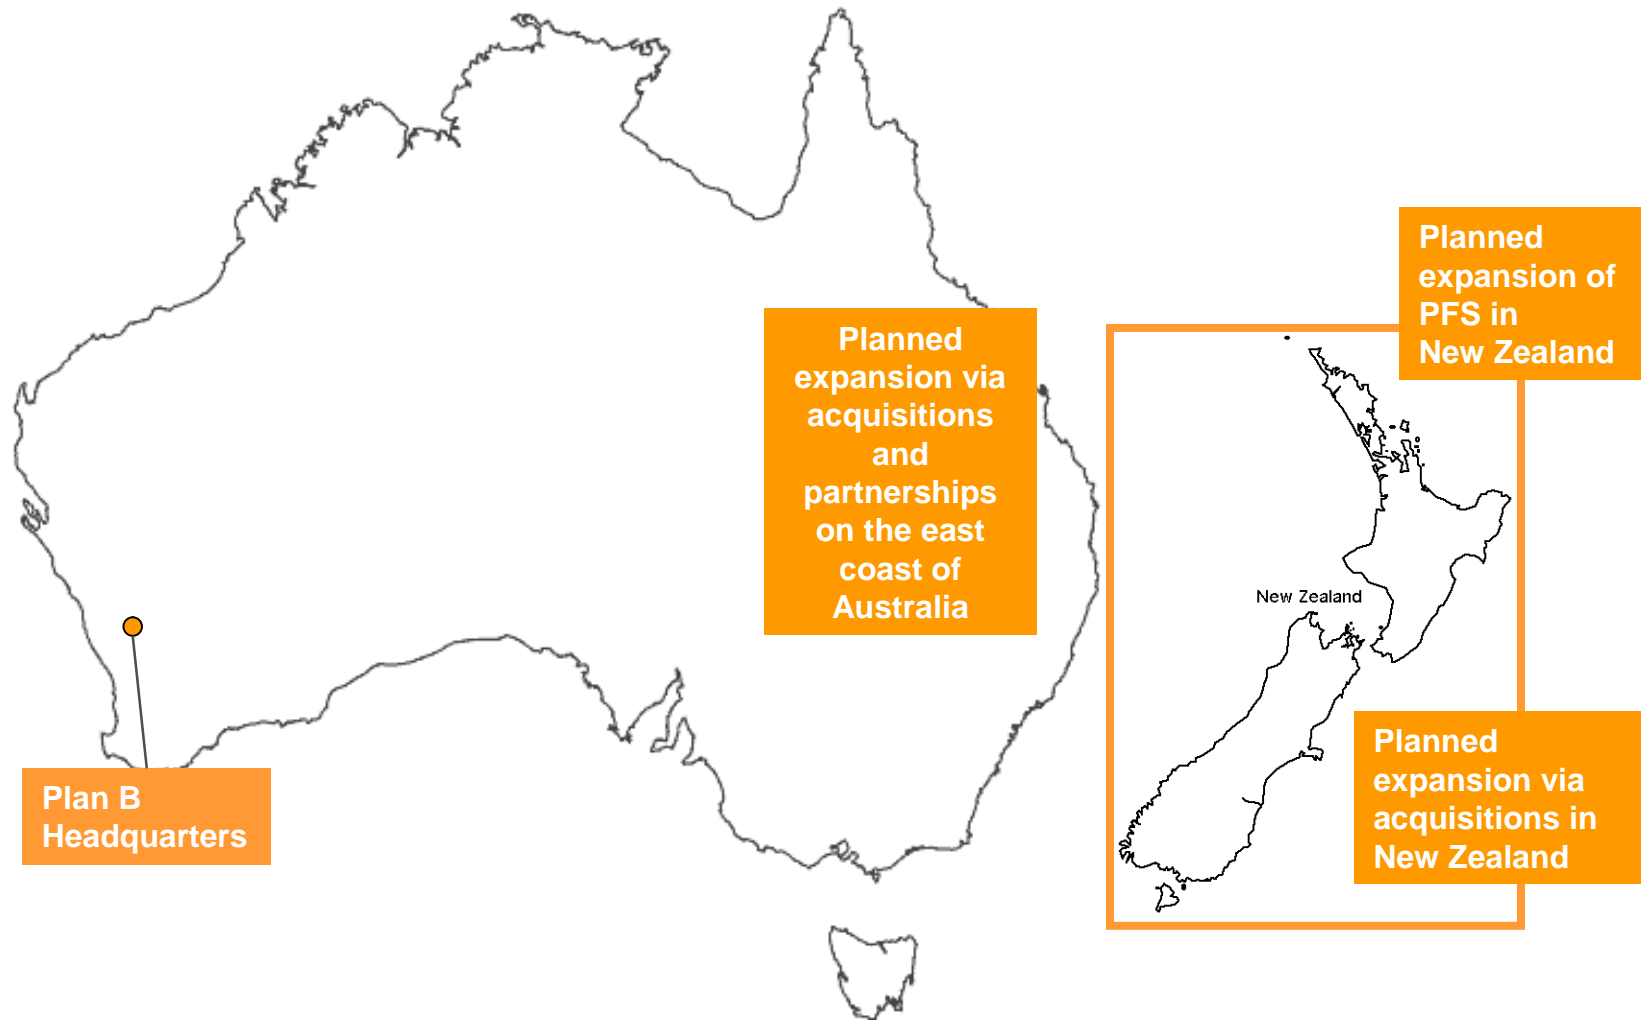 Planned
expansion of
PFS in
New Zealand
Planned
expansion via
acquisitions
and
partnerships
on the east
coast of
Australia
New Zealand
Plan B
Headquarters
Planned
expansion via
acquisitions in
New Zealand